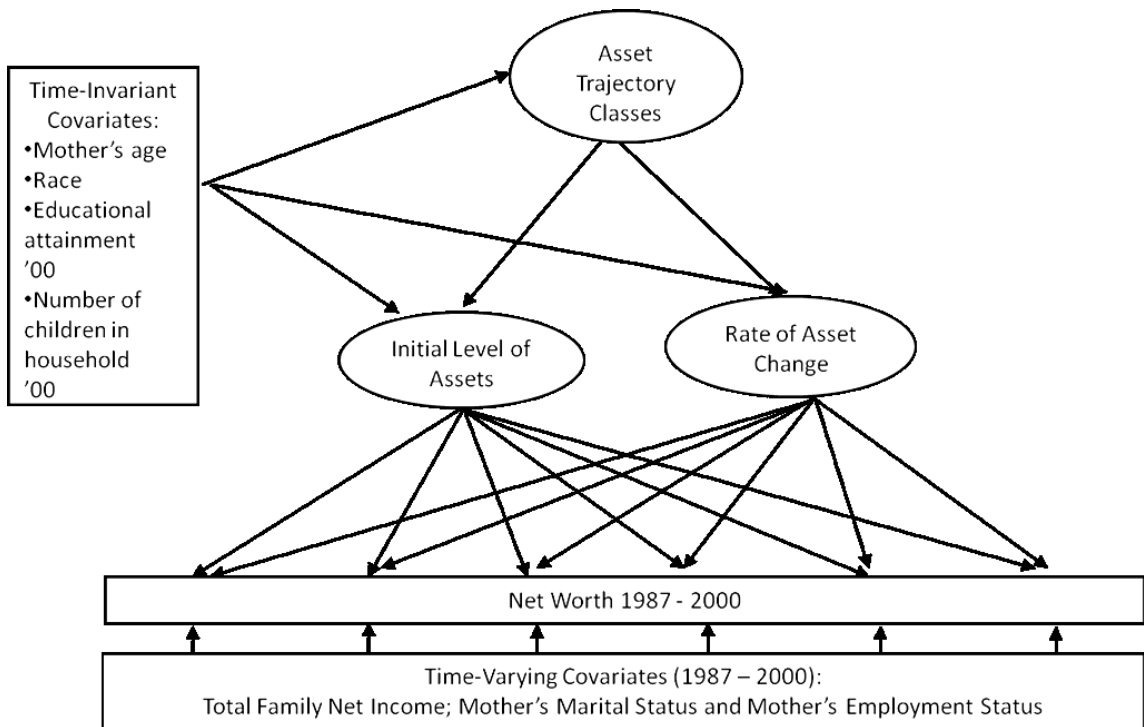 Asset
Trajectory
Classes
Time-Invariant
Covariates:
•Mother’s age
•Race
•Educational
attainment
’00
•Number of
children in
household
’00
Initial Level of
Assets
Rate of Asset
Change
Net Worth 1987 - 2000
Time-Varying Covariates (1987 – 2000):
Total Family Net Income; Mother’s Marital Status and Mother’s Employment Status